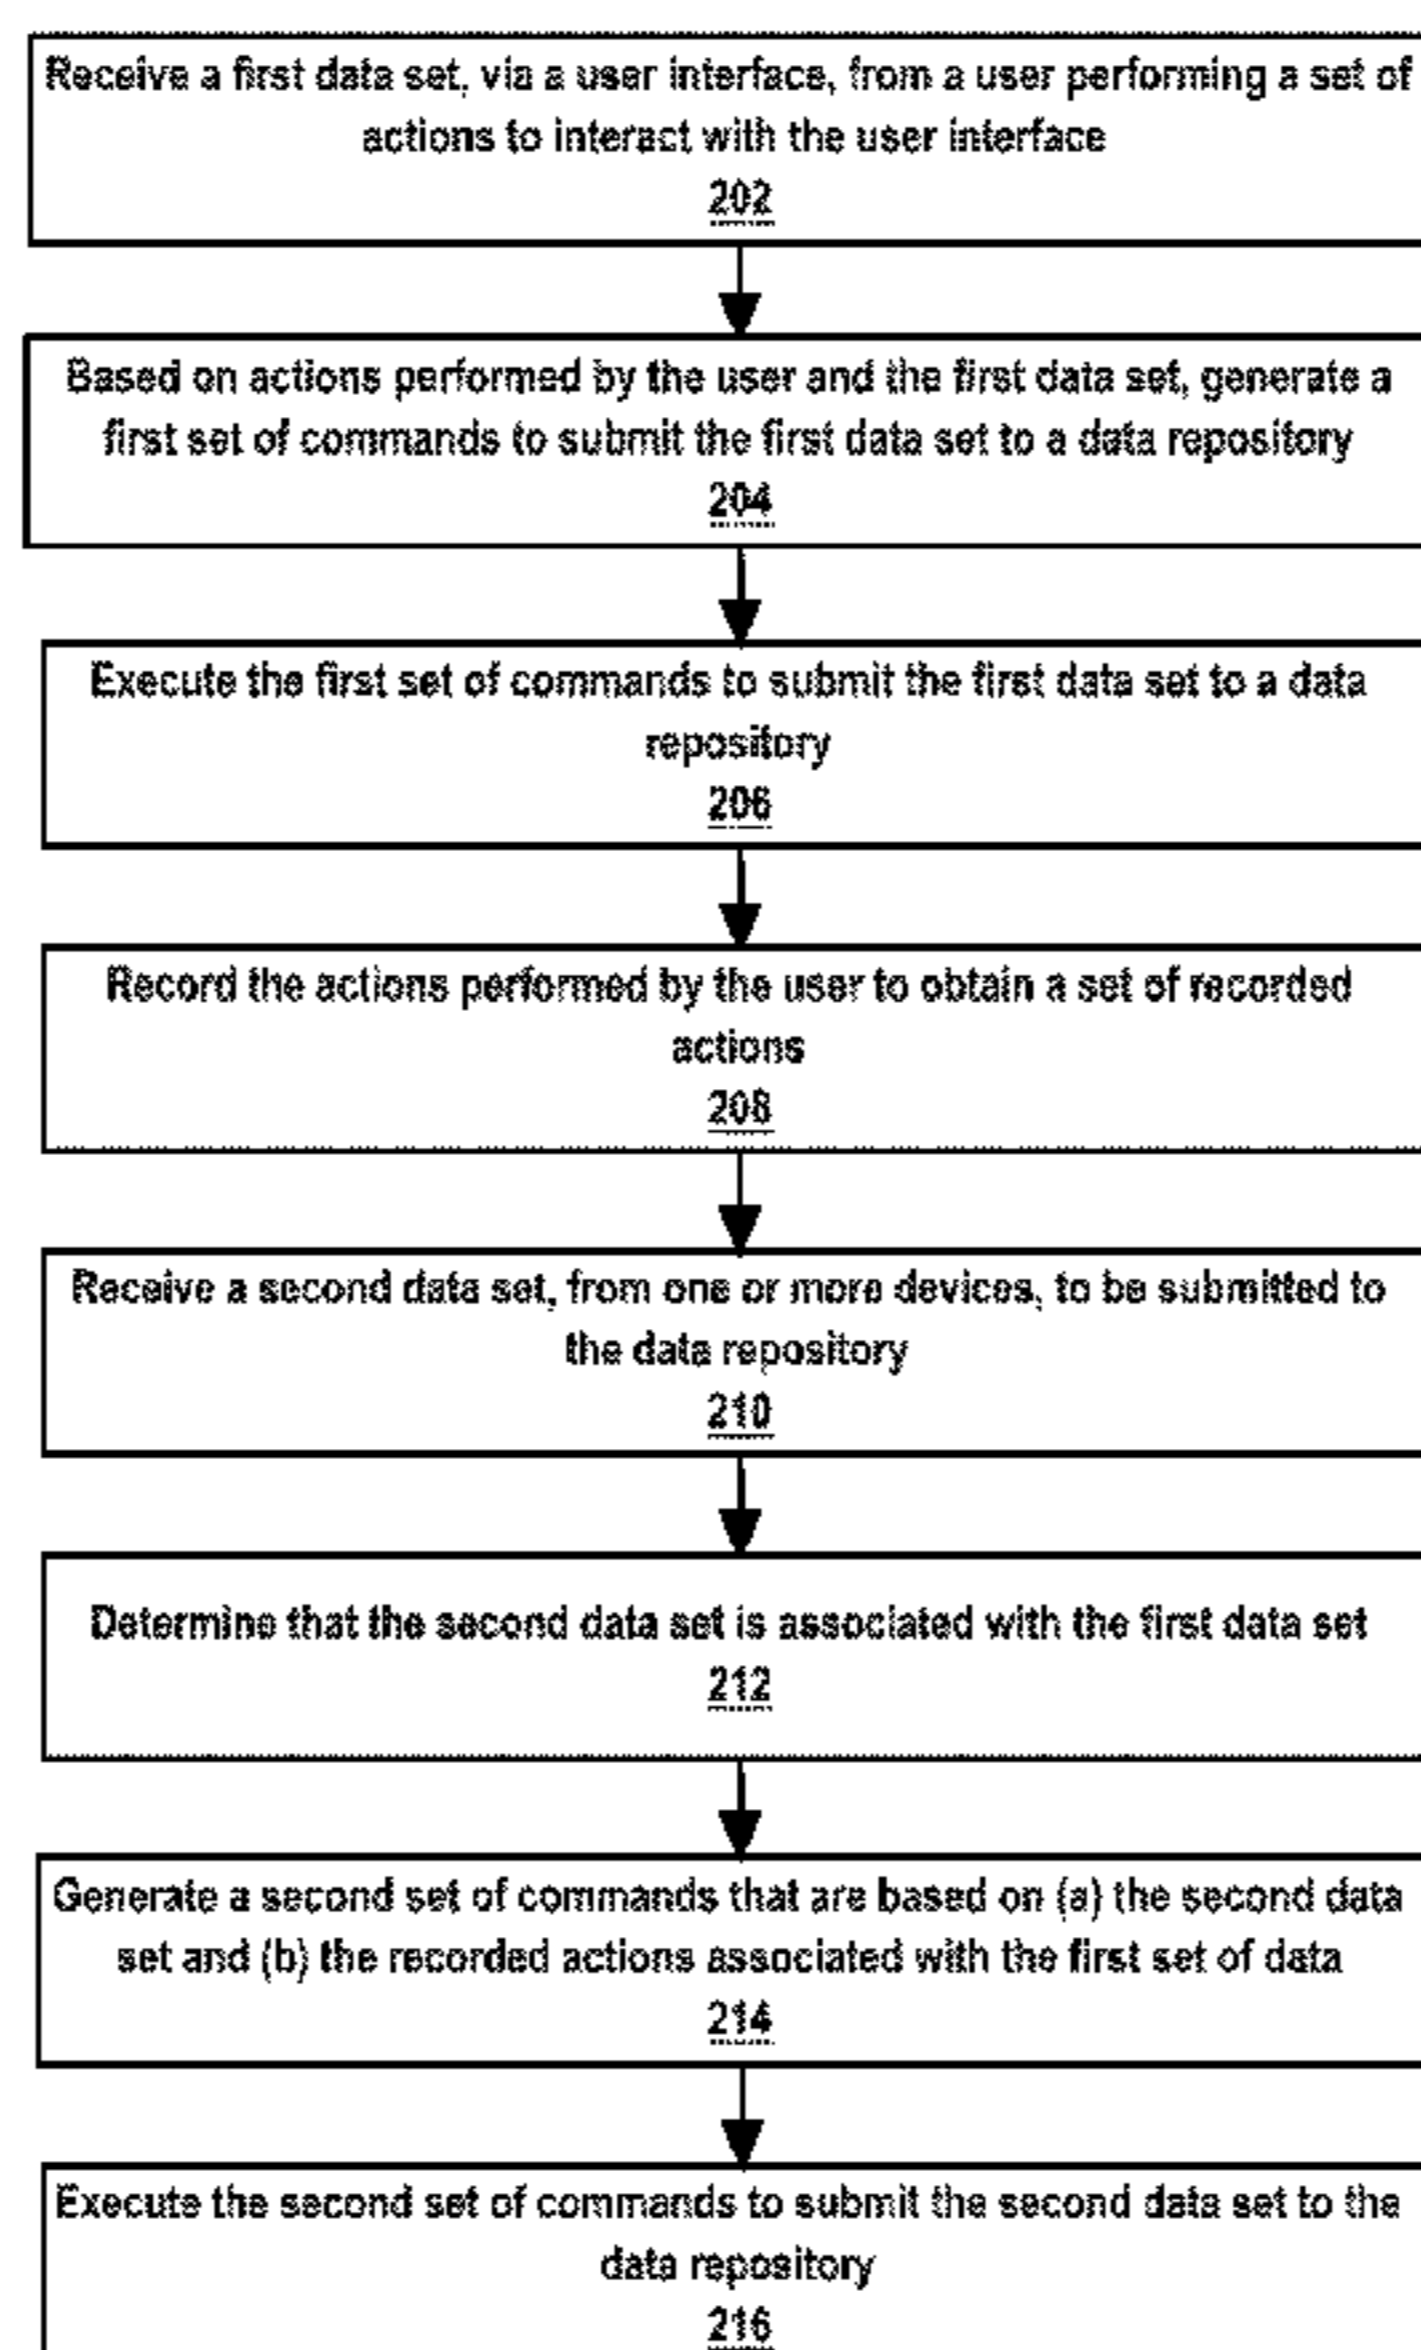 Receive a first data set, via a user interface, from a user performing a set of
actions to interact with the user interface
202
Based on actions performed by the user and the first data set, generate a
first set of commands to submit the first data set to a data repository
204
Execute the first set of commands to submit the first data set to a data
repository
206
Record the actions performed by the user to obtain a set of recorded
actions
208
Receive a second data set, from one or more devices, to be submitted to
the data repository
210
Determine that the second data set is associated with the first data set
212
Generate a second set of commands that are based on (a) the second data
set and (b) the recorded actions associated with the first set of data
214
Execute the second set of commands to submit the second data set to the
data repository
216